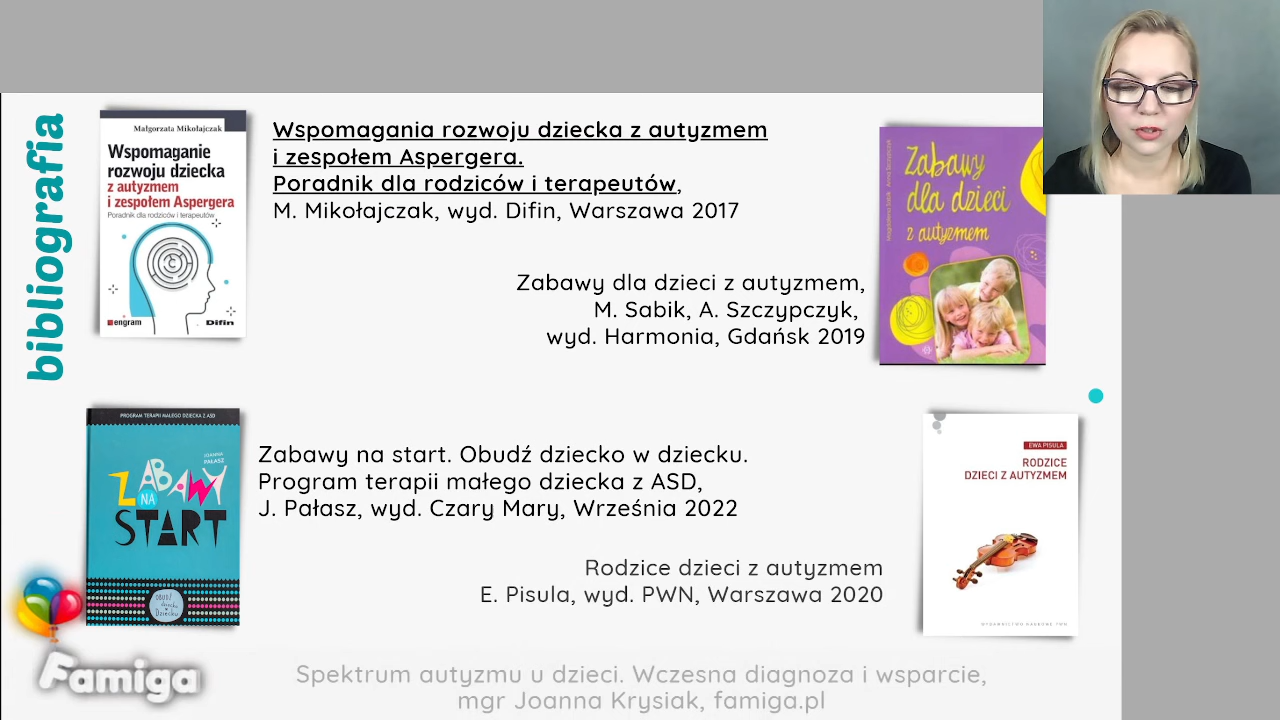 bibliografia
Małgorzata Mikołajczak
Wspomaganie
rozwoju dziecka
z autyzmem
i zespołem Aspergera
Poradnik dla rodziców i terapeutów
engram
Difin
Wspomagania rozwoju dziecka z autyzmem
i zespołem Aspergera.
Poradnik dla rodziców i terapeutów,
M. Mikołajczak, wyd. Difin, Warszawa 2017
Zabawy dla dzieci z autyzmem,
M. Sabik, A. Szczypczyk,
wyd. Harmonia, Gdańsk 2019
Magdalena Sabik Anna Szczypczyk
Zabawy
dla dzieci
z autyzmem
PROGRAM TERAPII MAŁEGO DZIECKA Z ASD
JOANNA
PAŁASZ
ZABAWY
NA
START
OBUDŹ
dziecko
w
Dziecku
Zabawy na start. Obudź dziecko w dziecku.
Program terapii małego dziecka z ASD,
J. Pałasz, wyd. Czary Mary, Września 2022
Rodzice dzieci z autyzmem
E. Pisula, wyd. PWN, Warszawa 2020
EWA PISULA
RODZICE
DZIECI Z AUTYZMEM
WYDAWNICTWO NAUKOWE PWN
Famiga
Spektrum autyzmu u dzieci. Wczesna diagnoza i wsparcie,
mgr Joanna Krysiak, famiga.pl